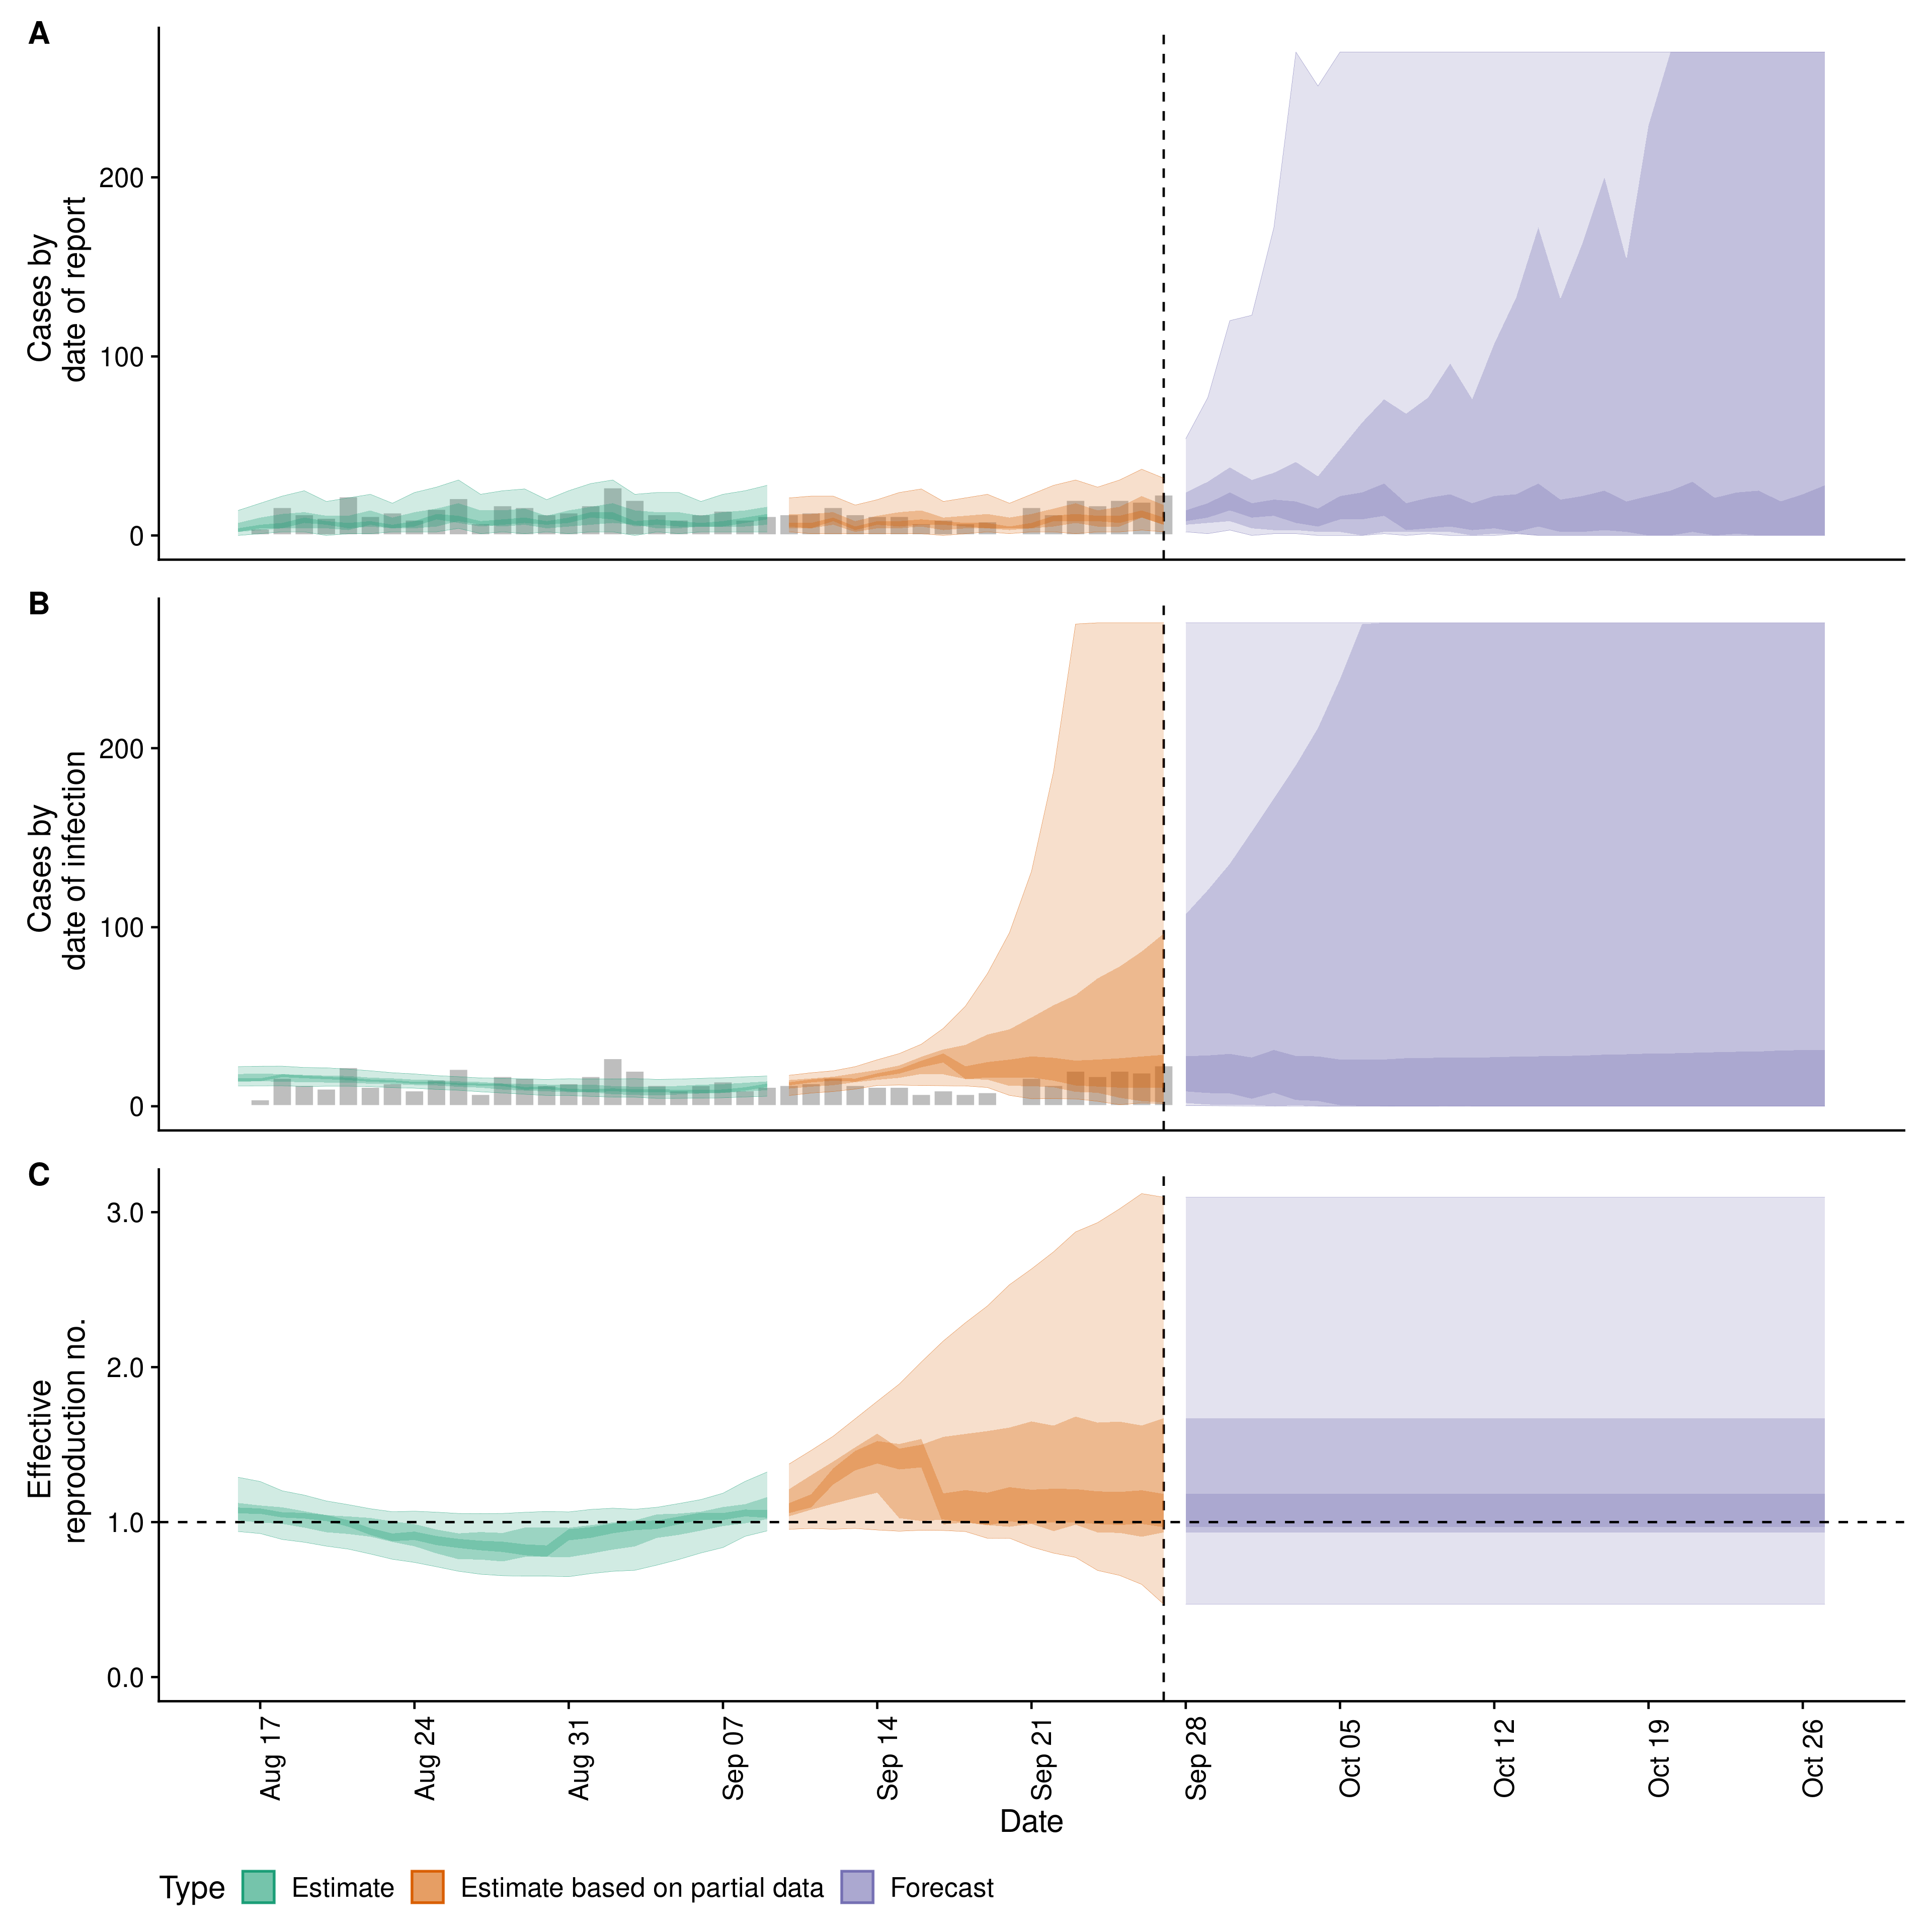 A
Cases by
date of report
200
100
0
B
Cases by
date of infection
200
100
0
C
Effective
reproduction no.
3.0
2.0
1.0
0.0
Aug 17
Aug 24
Aug 31
Sep 07
Sep 14
Sep 21
Sep 28
Oct 05
Oct 12
Oct 19
Oct 26
Date
Type Estimate Estimate based on partial data Forecast